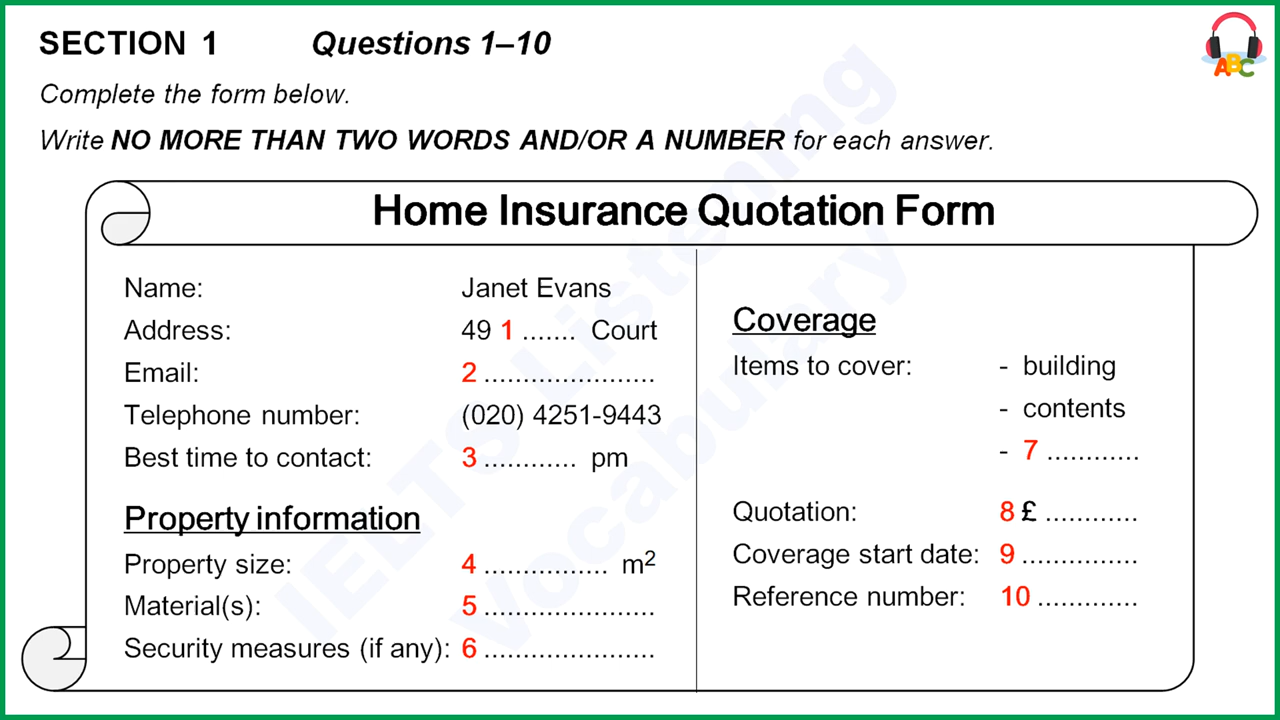 SECTION 1 Questions 1–10
ABC
Complete the form below.
Write NO MORE THAN TWO WORDS AND/OR A NUMBER for each answer.
Home Insurance Quotation Form
Name: Janet Evans
Address: 49 1 ....... Court
Email: 2 ......................
Telephone number: (020) 4251-9443
Best time to contact: 3 ............ pm
Property information
Property size: 4 ................ m²
Material(s): 5 ......................
Security measures (if any): 6 ......................
Coverage
Items to cover: - building
- contents
- 7 ............
Quotation: 8 £ ............
Coverage start date: 9 ...............
Reference number: 10 .............
IELTS Listening
Vocabulary